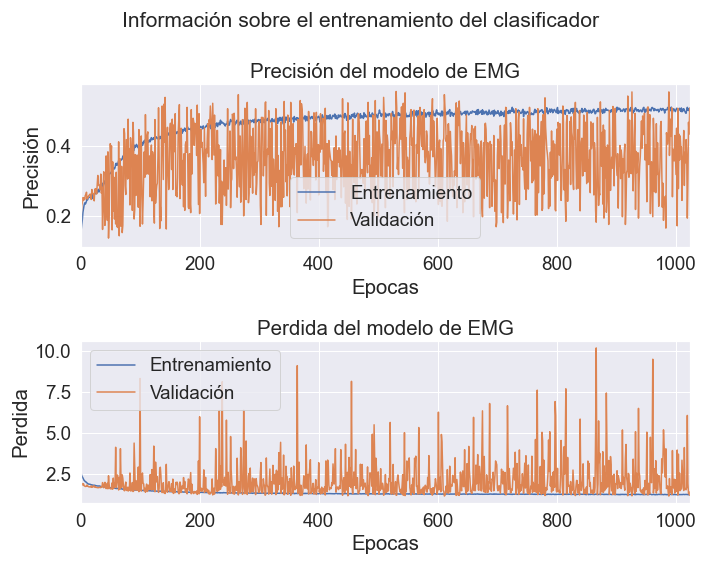 Información sobre el entrenamiento del clasificador
Precisión del modelo de EMG
Precisión
0.4
0.2
Entrenamiento
Validación
0 200 400 600 800 1000
Epocas
Perdida del modelo de EMG
Perdida
10.0
7.5
5.0
2.5
Entrenamiento
Validación
0 200 400 600 800 1000
Epocas